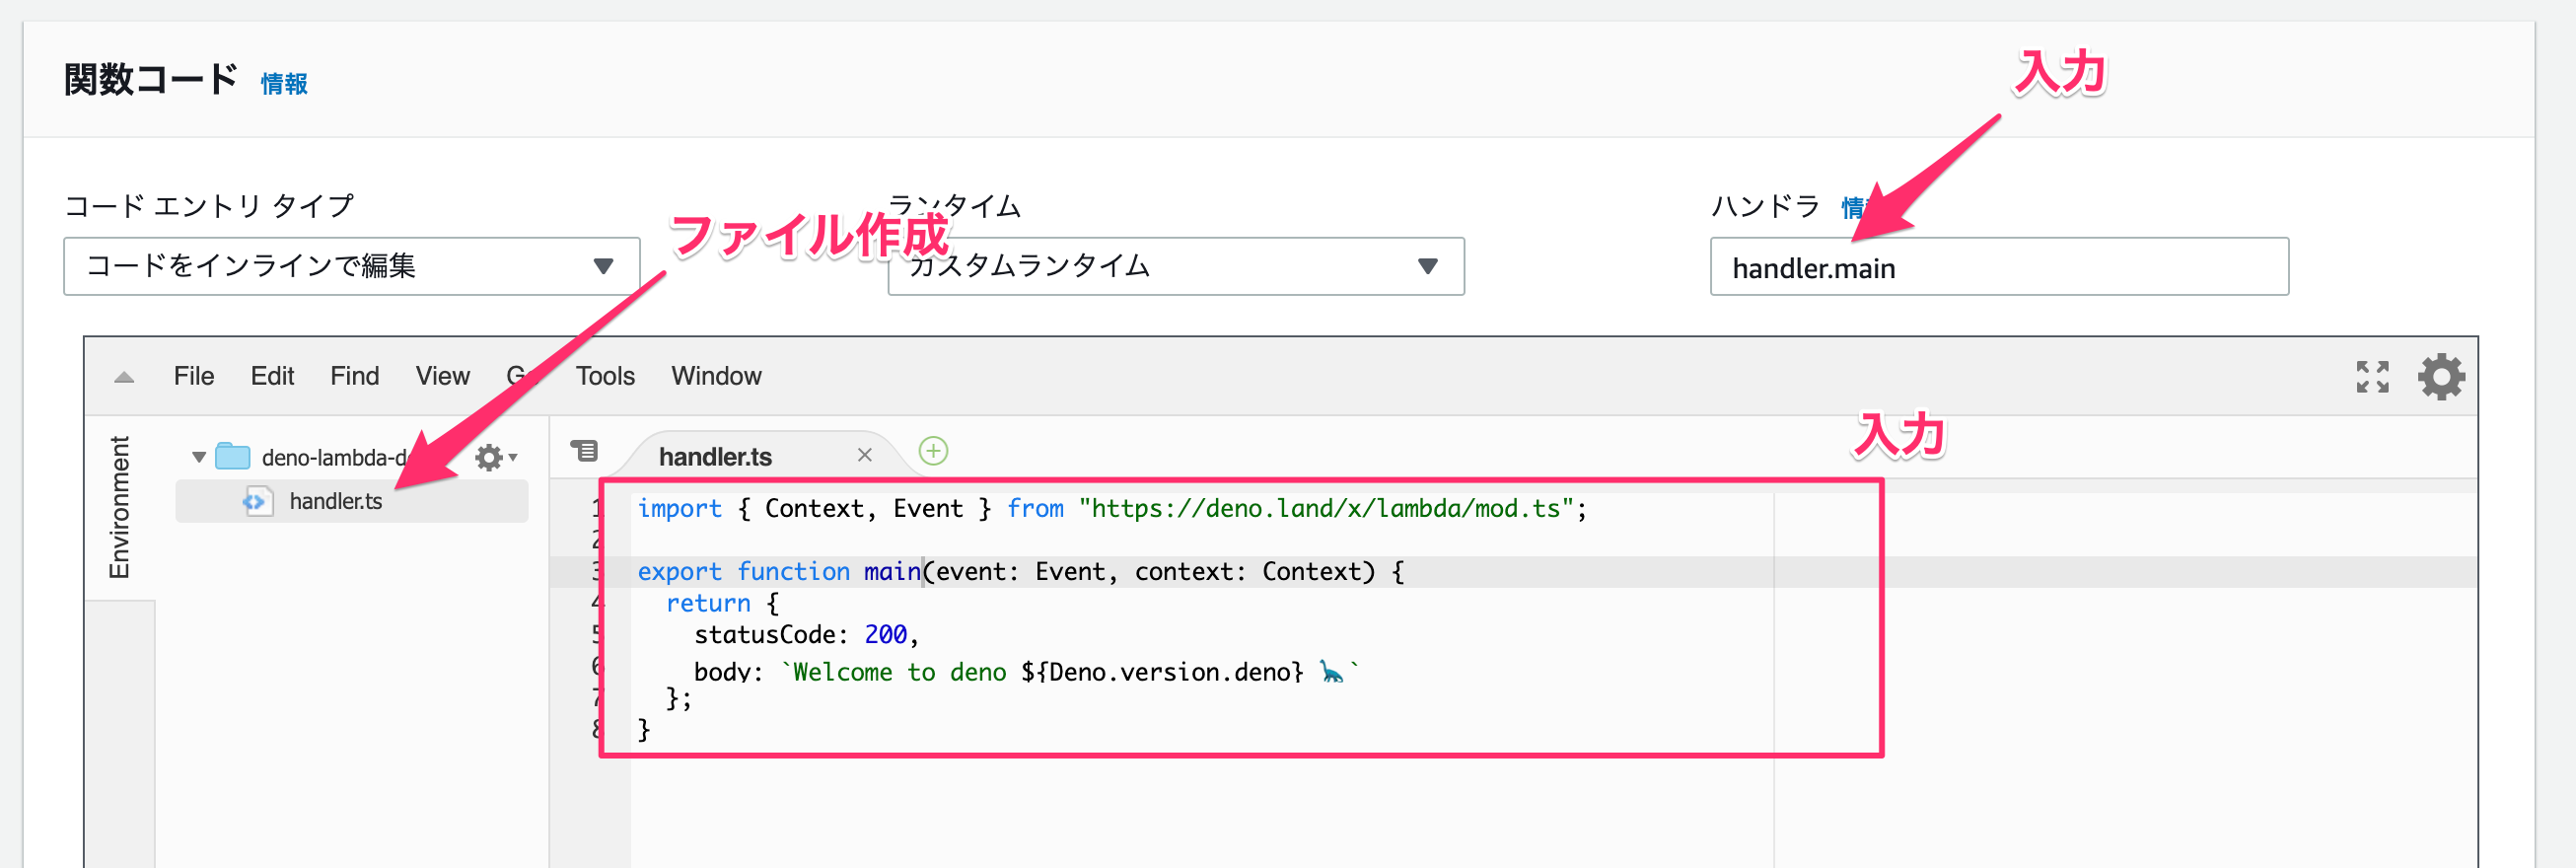 関数コード 情報
入力
コード エントリ タイプ
ランタイム
ハンドラ
ファイル作成
コードをインラインで編集
カスタムランタイム
handler.main
File Edit Find View Go Tools Window
入力
Environment
deno-lambda-de
handler.ts
handler.ts
1 import { Context, Event } from "https://deno.land/x/lambda/mod.ts";
2
3 export function main(event: Event, context: Context) {
4 return {
5 statusCode: 200,
6 body: `Welcome to deno ${Deno.version.deno} 🦕`
7 };
8 }